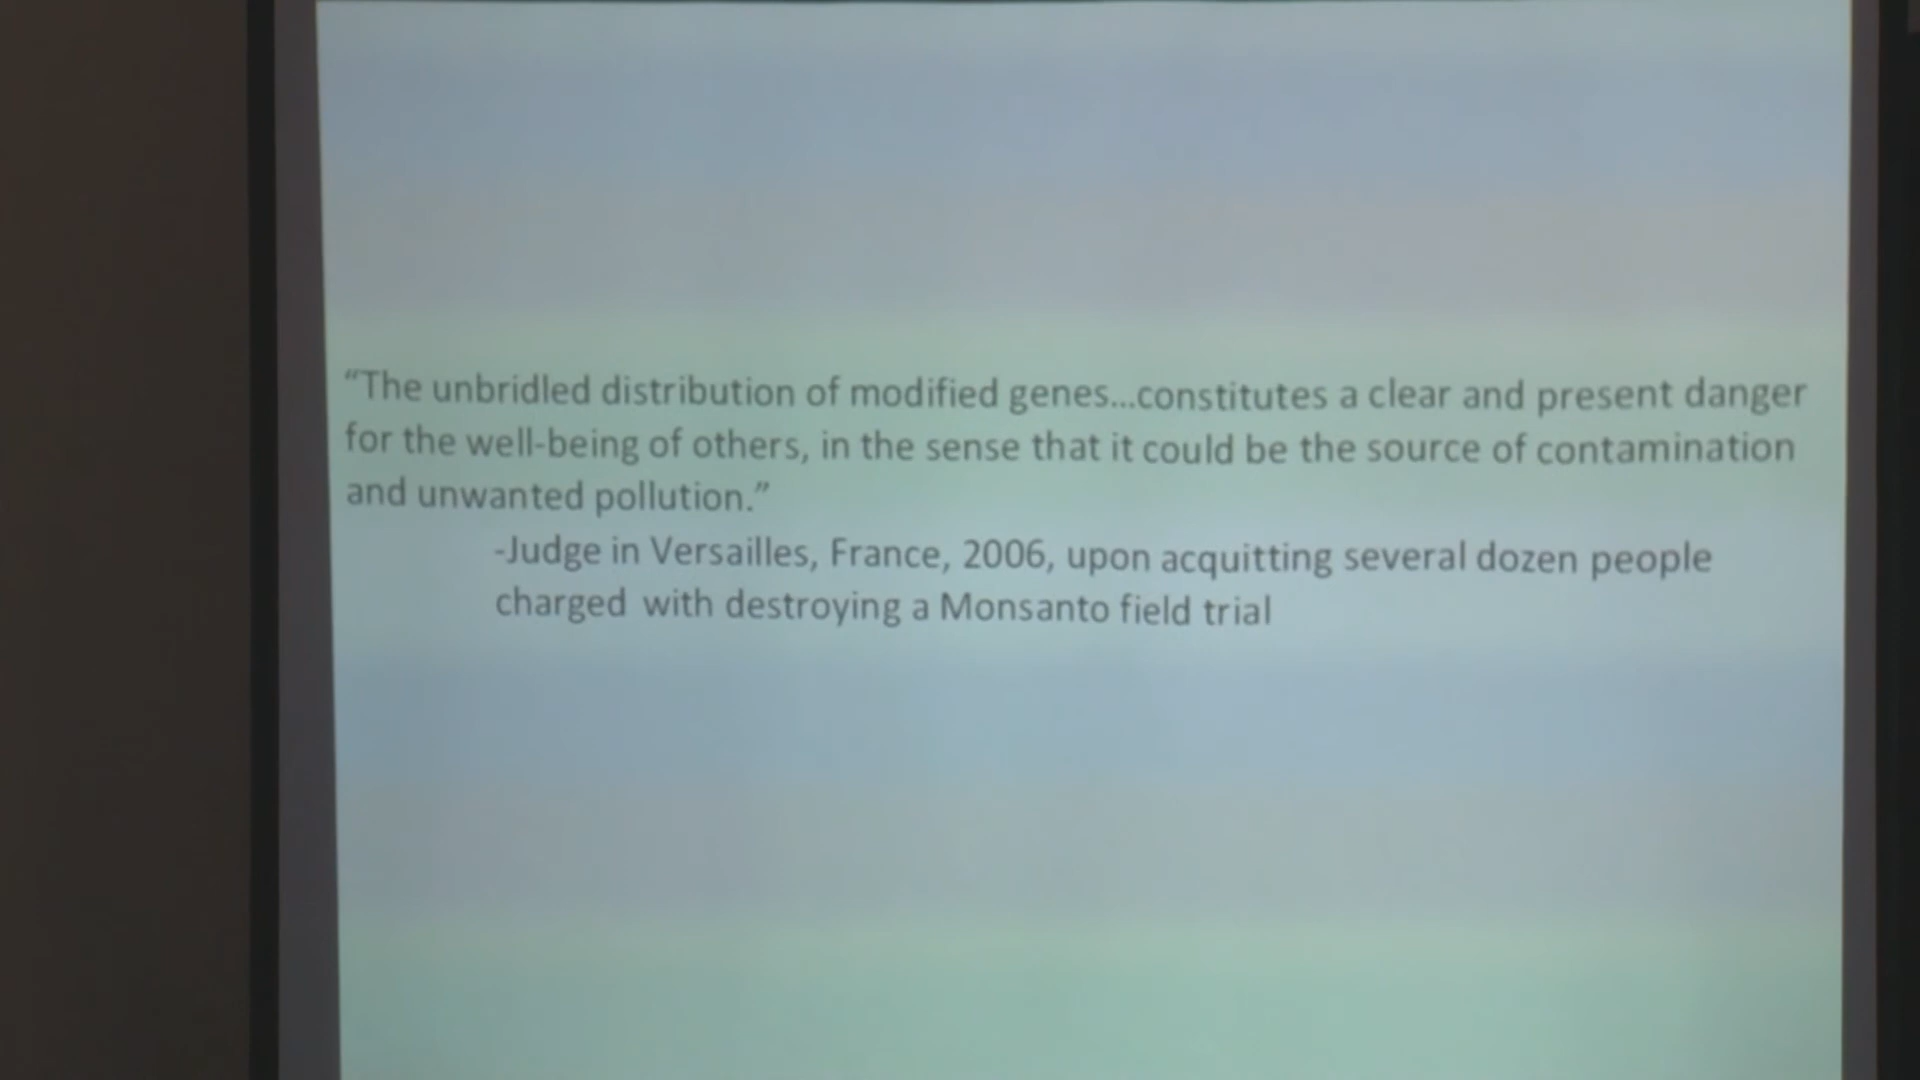 “The unbridled distribution of modified genes...constitutes a clear and present danger
for the well-being of others, in the sense that it could be the source of contamination
and unwanted pollution.”
-Judge in Versailles, France, 2006, upon acquitting several dozen people
charged with destroying a Monsanto field trial